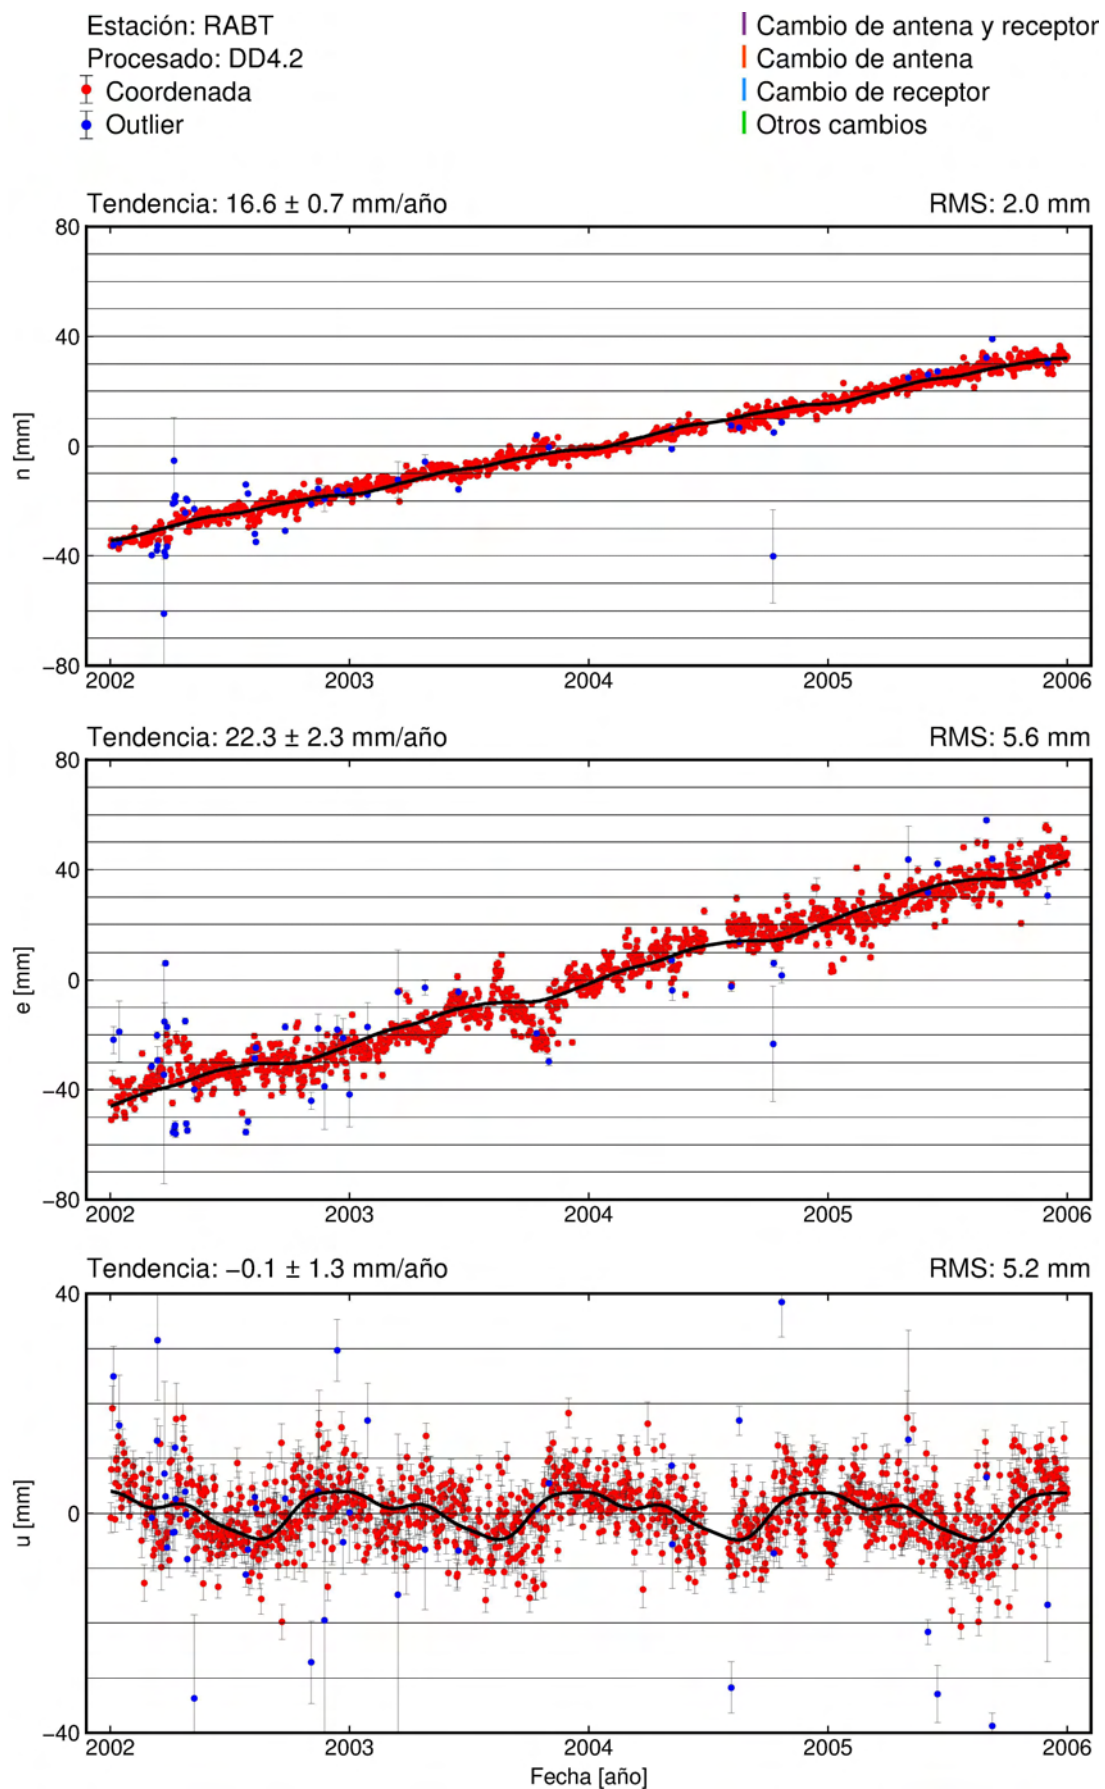 Estación: RABT
Procesado: DD4.2
Coordenada
Outlier
Cambio de antena y receptor
Cambio de antena
Cambio de receptor
Otros cambios
Tendencia: 16.6 ± 0.7 mm/año RMS: 2.0 mm
80
40
0
−40
−80
n [mm]
2002 2003 2004 2005 2006
Tendencia: 22.3 ± 2.3 mm/año RMS: 5.6 mm
80
40
0
−40
−80
e [mm]
2002 2003 2004 2005 2006
Tendencia: −0.1 ± 1.3 mm/año RMS: 5.2 mm
40
0
−40
u [mm]
2002 2003 2004 2005 2006
Fecha [año]